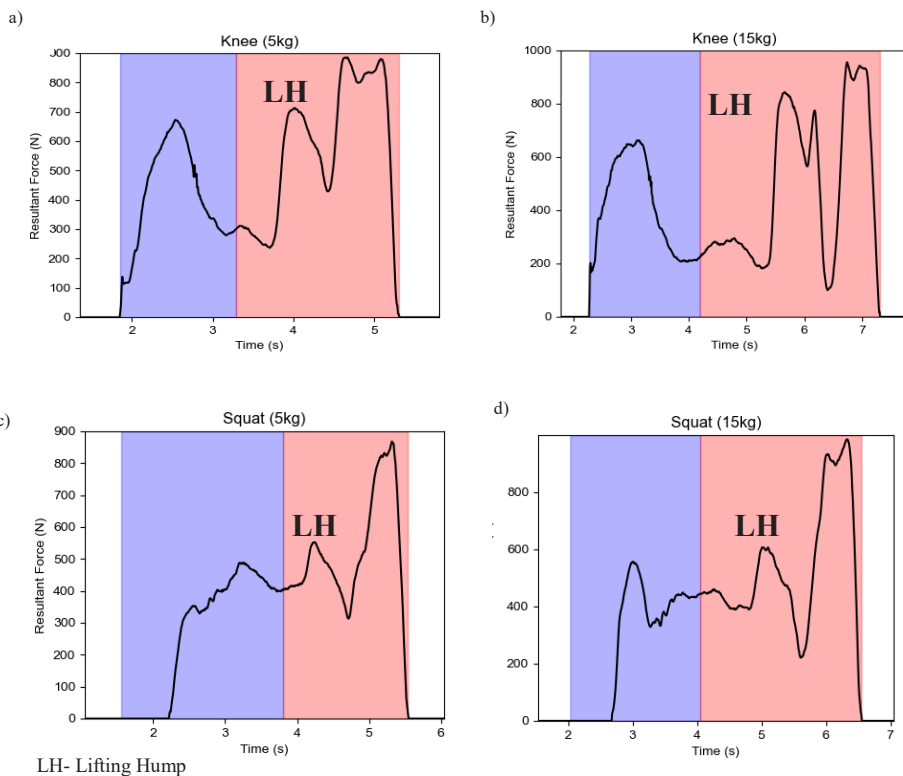 a)
Knee (5kg)
LH
Resultant Force (N)
00
800
700
600
500
400
300
200
100
0
2 3 4 5
Time (s)
b)
Knee (15kg)
LH
Resultant Force (N)
1000
800
600
400
200
0
2 3 4 5 6 7
Time (s)
c)
Squat (5kg)
LH
Resultant Force (N)
900
800
700
600
500
400
300
200
100
0
2 3 4 5 6
Time (s)
d)
Squat (15kg)
LH
800
600
400
200
0
2 3 4 5 6 7
Time (s)
LH- Lifting Hump